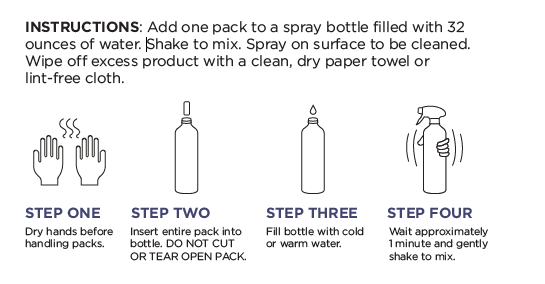 INSTRUCTIONS: Add one pack to a spray bottle filled with 32
ounces of water. Shake to mix. Spray on surface to be cleaned.
Wipe off excess product with a clean, dry paper towel or
lint-free cloth.
STEP ONE
Dry hands before
handling packs.
STEP TWO
Insert entire pack into
bottle. DO NOT CUT
OR TEAR OPEN PACK.
STEP THREE
Fill bottle with cold
or warm water.
STEP FOUR
Wait approximately
1 minute and gently
shake to mix.